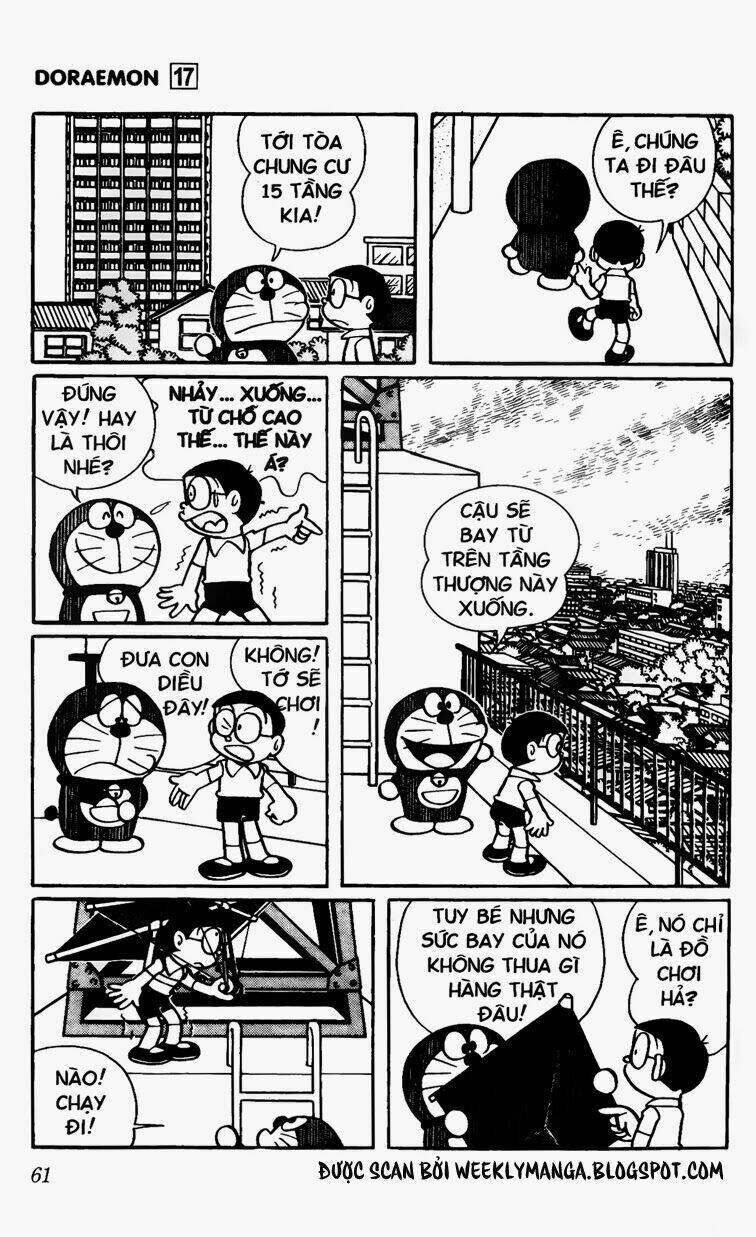 DORAEMON 17
Ê, CHÚNG
TA ĐI ĐÂU
THẾ?
TỚI TÒA
CHUNG CƯ
15 TẦNG
KIA!
CẬU SẼ
BAY TỪ
TRÊN TẦNG
THƯỢNG NÀY
XUỐNG.
NHẢY... XUỐNG...
TỪ CHỔ CAO
THẾ... THẾ NÀY
Á?
ĐÚNG
VẬY! HAY
LÀ THÔI
NHÉ?
KHÔNG!
TỚ SẼ
CHƠI
!
ĐƯA CON
DIỀU
ĐÂY!
Ê, NÓ CHỈ
LÀ ĐỒ
CHƠI
HẢ?
TUY BÉ NHƯNG
SỨC BAY CỦA NÓ
KHÔNG THUA GÌ
HÀNG THẬT
ĐÂU!
NÀO!
CHẠY
ĐI!
61
ĐƯỢC SCAN BỞI WEEKLYMANGA.BLOGSPOT.COM